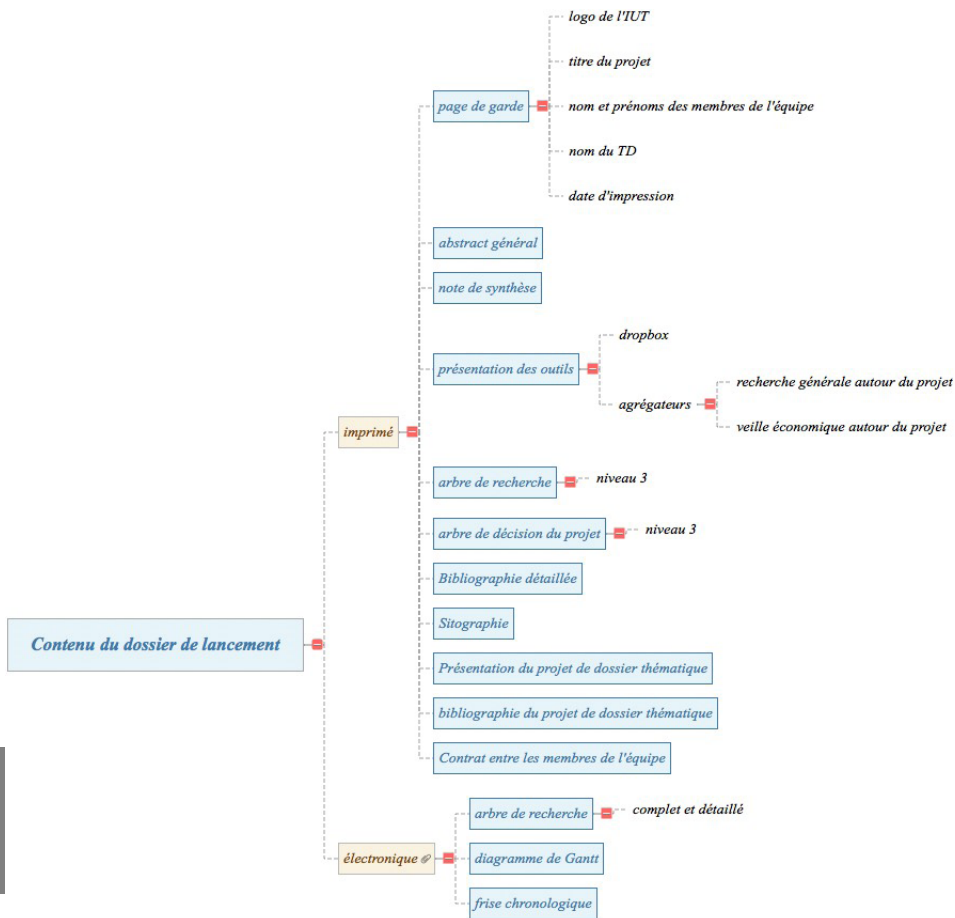 logo de l'IUT
titre du projet
page de garde
nom et prénoms des membres de l'équipe
nom du TD
date d'impression
abstract général
note de synthèse
dropbox
présentation des outils
recherche générale autour du projet
agrégateurs
veille économique autour du projet
imprimé
arbre de recherche
niveau 3
arbre de décision du projet
niveau 3
Bibliographie détaillée
Sitographie
Contenu du dossier de lancement
Présentation du projet de dossier thématique
bibliographie du projet de dossier thématique
Contrat entre les membres de l'équipe
arbre de recherche
complet et détaillé
électronique
diagramme de Gantt
frise chronologique